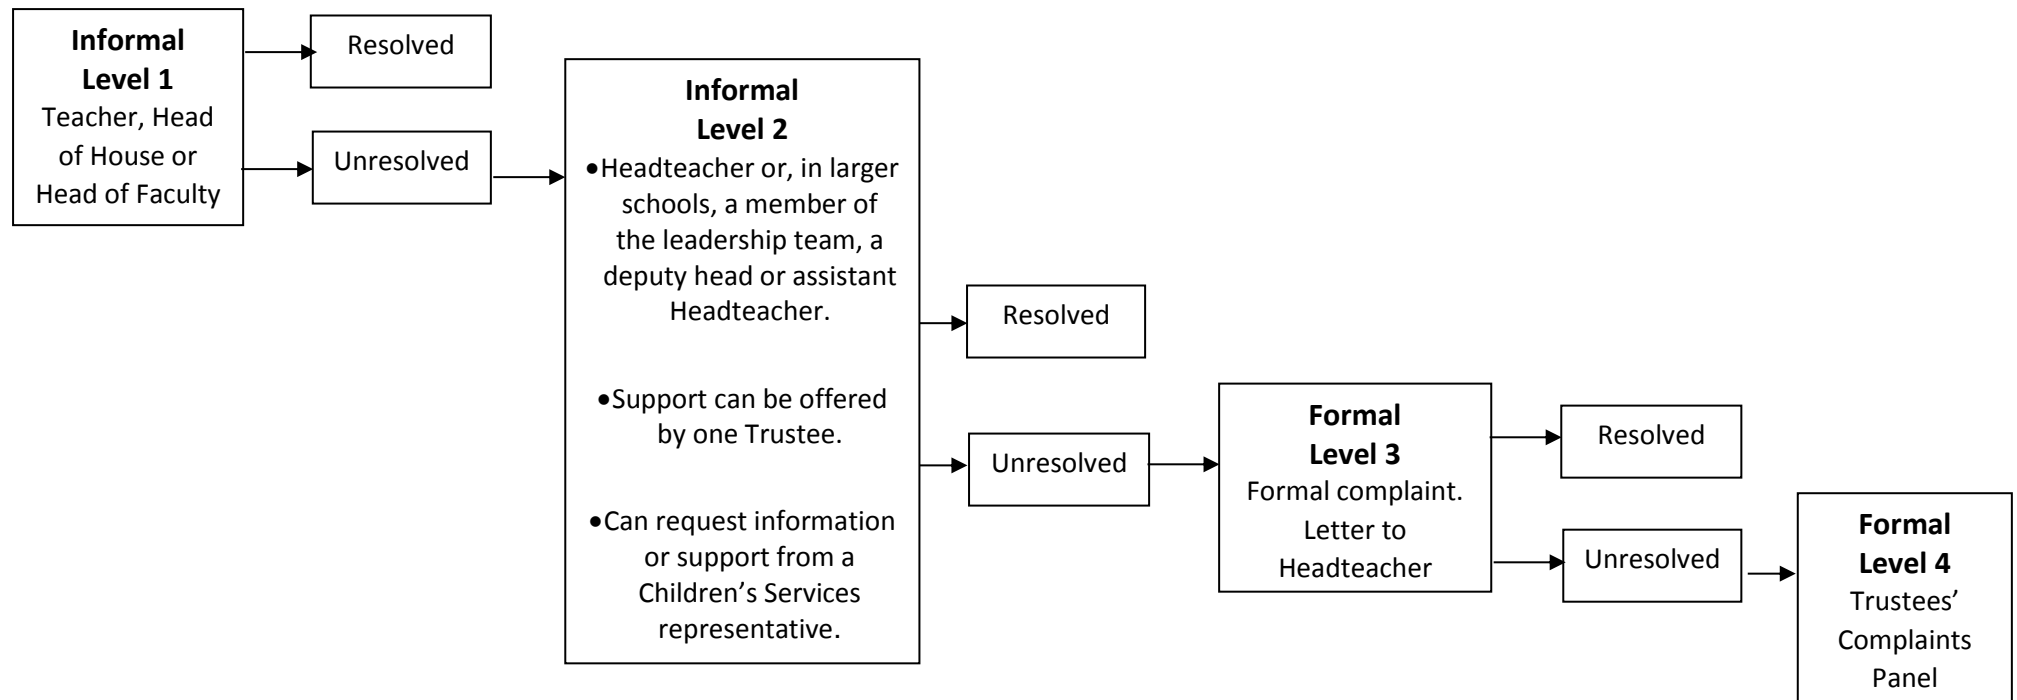 Informal
Level 1
Teacher, Head
of House or
Head of Faculty
Resolved
Unresolved
Informal
Level 2
•Headteacher or, in larger
schools, a member of
the leadership team, a
deputy head or assistant
Headteacher.
•Support can be offered
by one Trustee.
•Can request information
or support from a
Children’s Services
representative.
Resolved
Unresolved
Formal
Level 3
Formal complaint.
Letter to
Headteacher
Resolved
Unresolved
Formal
Level 4
Trustees’
Complaints
Panel